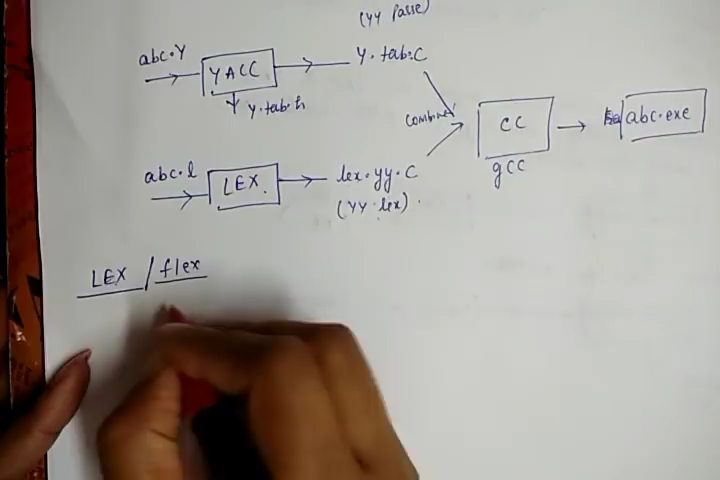 (YY Parse)
abc.Y YACC Y.tab.C
Y.tab.h
combine CC abc.exe
gcc
abc.l LEX lex.yy.C
(YY.lex)
LEX / flex